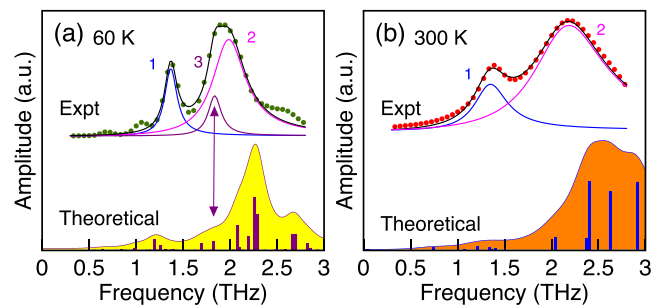 (a) 60 K
1
2
3
Expt
Theoretical
Amplitude (a.u.)
0 0.5 1 1.5 2 2.5 3
Frequency (THz)
(b) 300 K
1
2
Expt
Theoretical
Amplitude (a.u.)
0 0.5 1 1.5 2 2.5 3
Frequency (THz)